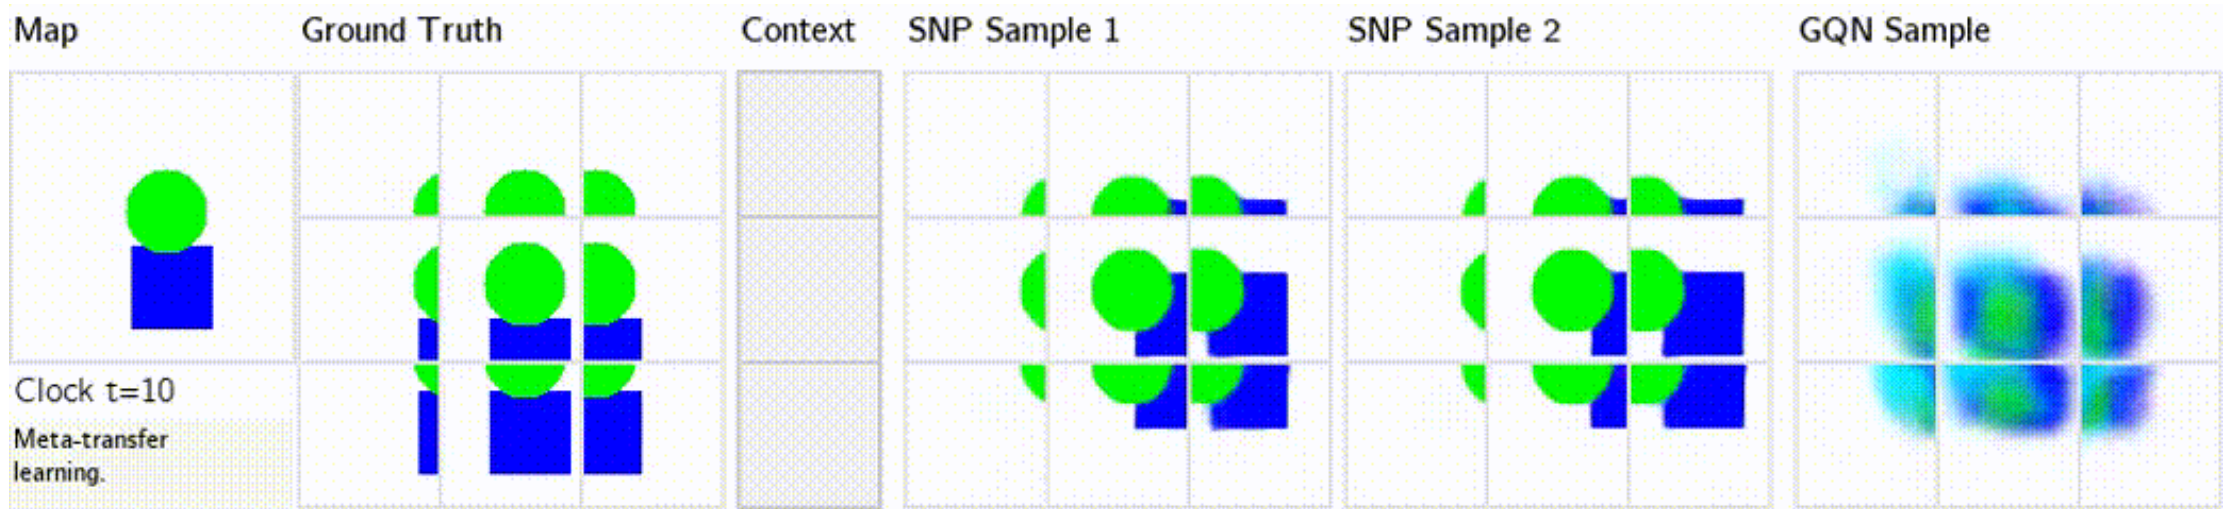 Map
Ground Truth
Context
SNP Sample 1
SNP Sample 2
GQN Sample
Clock t=10
Meta-transfer
learning.